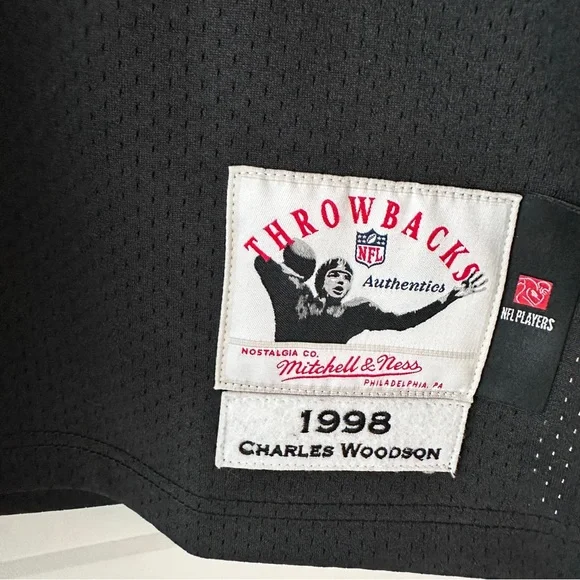 THROWBACKS
NFL
Authentics
NOSTALGIA CO.
Mitchell & Ness
PHILADELPHIA, PA
1998
CHARLES WOODSON
NFL PLAYERS